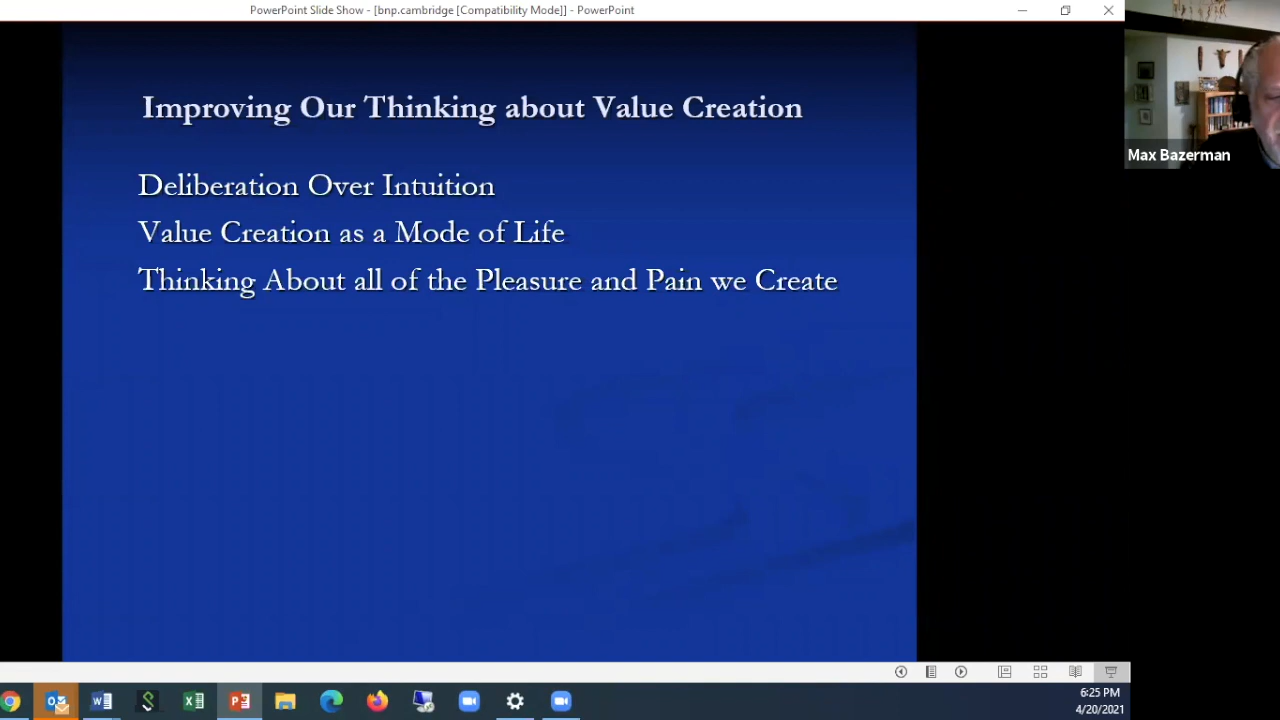 PowerPoint Slide Show - [bnp.cambridge [Compatibility Mode]] - PowerPoint
Improving Our Thinking about Value Creation
Deliberation Over Intuition
Value Creation as a Mode of Life
Thinking About all of the Pleasure and Pain we Create
Max Bazerman
6:25 PM
4/20/2021